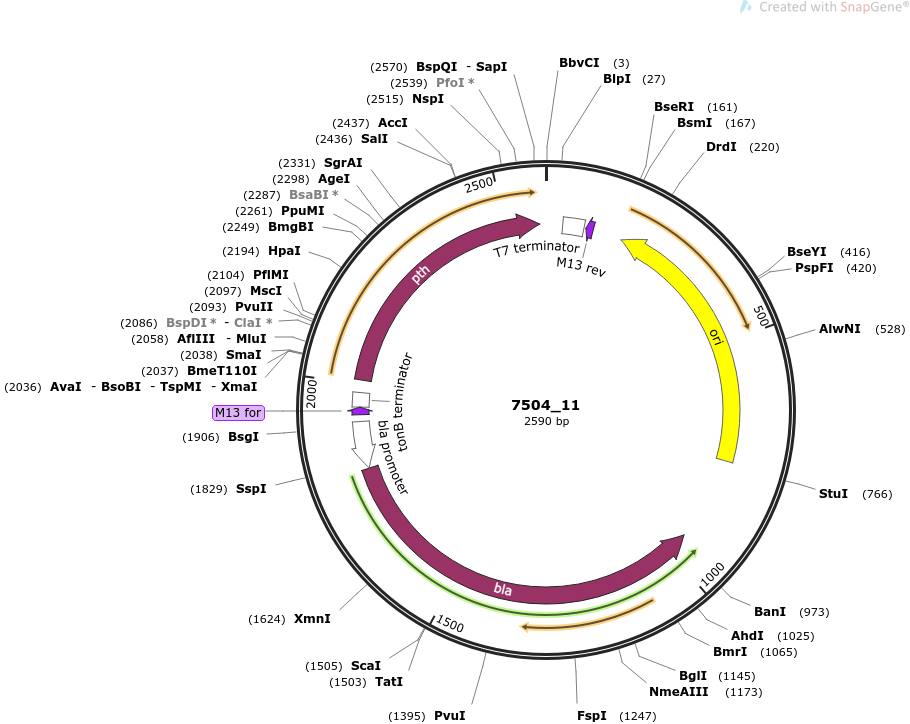 Created with SnapGene®
(2570) BspQI - SapI
(2539) PfoI *
(2515) NspI
(2437) AccI
(2436) SalI
(2331) SgrAI
(2298) AgeI
(2287) BsaBI *
(2261) PpuMI
(2249) BmgBI
(2194) HpaI
(2104) PflMI
(2097) MscI
(2093) PvuII
(2086) BspDI * - ClaI *
(2058) AflIII - MluI
(2038) SmaI
(2037) BmeT110I
(2036) AvaI - BsoBI - TspMI - XmaI
M13 for
(1906) BsgI
(1829) SspI
(1624) XmnI
(1505) ScaI
(1503) TatI
(1395) PvuI
BbvCI (3)
BlpI (27)
BseRI (161)
BsmI (167)
DrdI (220)
BseYI (416)
PspFI (420)
AlwNI (528)
StuI (766)
BanI (973)
AhdI (1025)
BmrI (1065)
BglI (1145)
NmeAIII (1173)
FspI (1247)
2500
500
1000
1500
2000
pth
T7 terminator
M13 rev
ori
tonB terminator
bla promoter
bla
7504_11
2590 bp